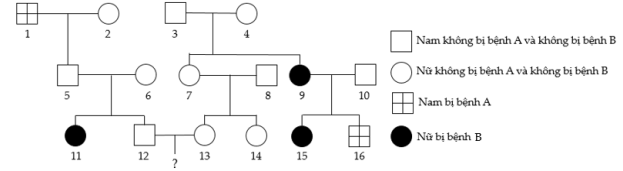 1 2 3 4
Nam không bị bệnh A và không bị bệnh B
Nữ không bị bệnh A và không bị bệnh B
5 6 7 8 9 10
Nam bị bệnh A
Nữ bị bệnh B
11 12 13 14 15 16
?